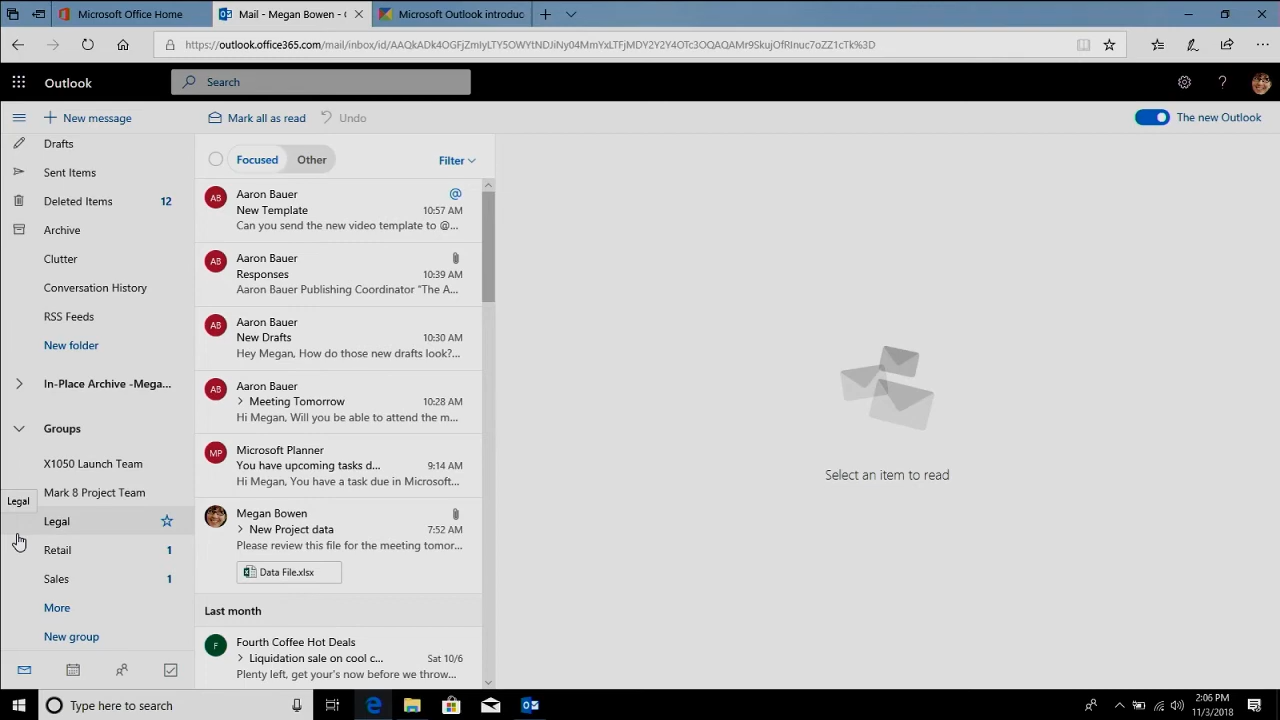 Microsoft Office Home
Mail - Megan Bowen - O
Microsoft Outlook introduc
https://outlook.office365.com/mail/inbox/id/AAQkADk4OGFjZmIyLTY5OWYtNDJiNy04MmYxLTFjMDY2Y2Y4OTc3OQAQAMr9SkujOfRInuc7oZZ1cTk%3D
Outlook
Search
New message
Mark all as read
Undo
The new Outlook
Drafts
Sent Items
Deleted Items 12
Archive
Clutter
Conversation History
RSS Feeds
New folder
In-Place Archive -Mega...
Groups
X1050 Launch Team
Mark 8 Project Team
Legal
Legal
Retail 1
Sales 1
More
New group
Focused Other Filter
AB Aaron Bauer @
New Template 10:57 AM
Can you send the new video template to @...
AB Aaron Bauer
Responses 10:39 AM
Aaron Bauer Publishing Coordinator "The A...
AB Aaron Bauer
New Drafts 10:30 AM
Hey Megan, How do those new drafts look?...
AB Aaron Bauer
Meeting Tomorrow 10:28 AM
Hi Megan, Will you be able to attend the m...
MP Microsoft Planner
You have upcoming tasks d... 9:14 AM
Hi Megan, You have a task due in Microsoft...
Megan Bowen
New Project data 7:52 AM
Please review this file for the meeting tomor...
Data File.xlsx
Last month
F Fourth Coffee Hot Deals
Liquidation sale on cool c... Sat 10/6
Plenty left, get your's now before we throw...
Select an item to read
Type here to search
2:06 PM
11/3/2018